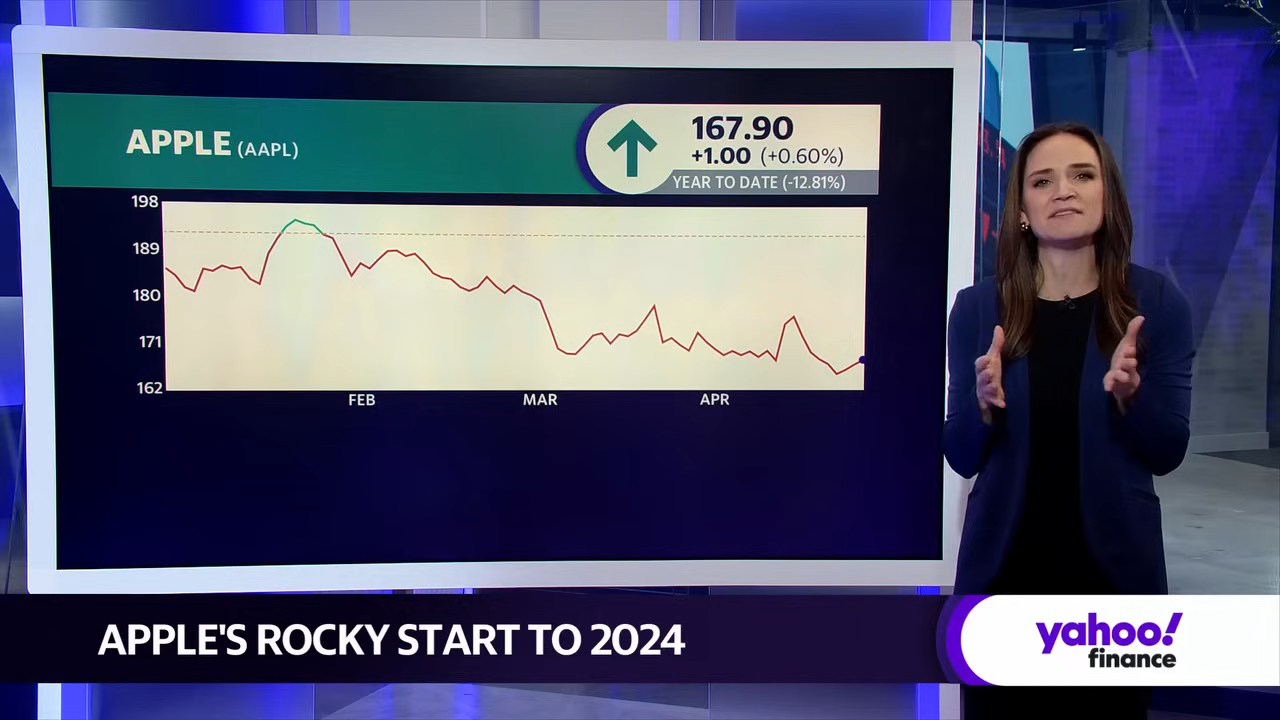 APPLE (AAPL)
167.90
+1.00 (+0.60%)
YEAR TO DATE (-12.81%)
198
189
180
171
162
FEB MAR APR
APPLE'S ROCKY START TO 2024
yahoo!
finance